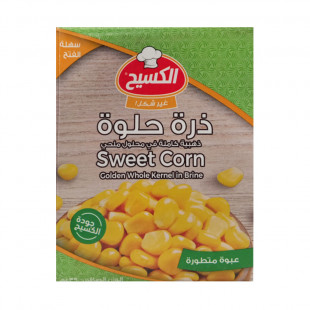 سهلة
الفتح
الكسيح
غير شكل!
ذرة حلوة
ذهبية كاملة في محلول ملحي
Sweet Corn
Golden Whole Kernel in Brine
جودة
الكسيح
عبوة متطورة